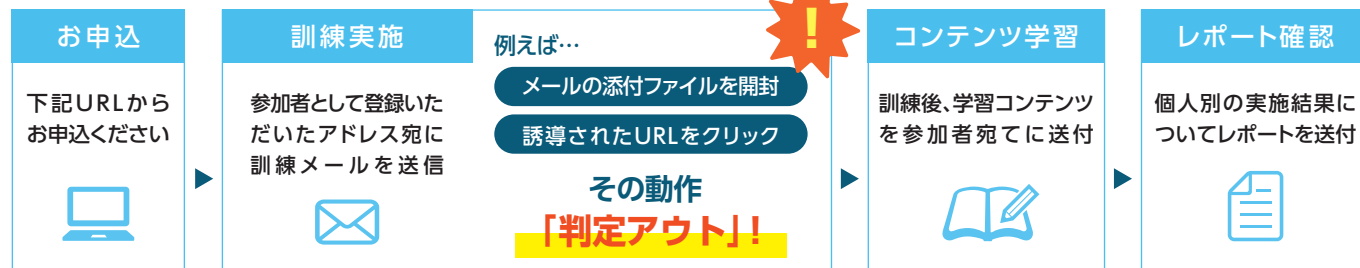 お申込
下記URLから
お申込ください
訓練実施
参加者として登録いた
だいたアドレス宛に
訓練メールを送信
例えば…
メールの添付ファイルを開封
誘導されたURLをクリック
その動作
「判定アウト」!
!
コンテンツ学習
訓練後、学習コンテンツ
を参加者宛てに送付
レポート確認
個人別の実施結果に
ついてレポートを送付